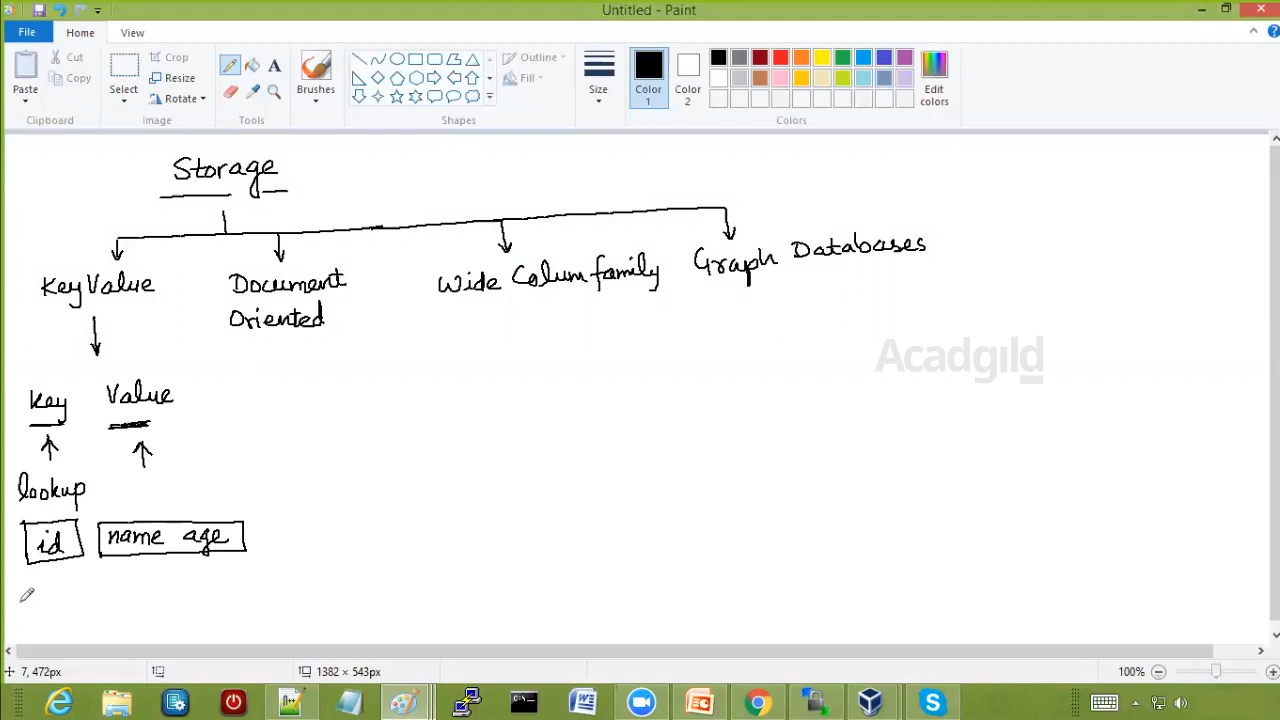 Untitled - Paint
File Home View
Cut
Copy
Paste
Clipboard
Select
Crop
Resize
Rotate
Image
Tools
Brushes
Outline
Fill
Shapes
Size
Color 1
Color 2
Edit colors
Colors
Storage
Key Value
Document Oriented
Wide Colum family
Graph Databases
Key Value
lookup
id name age
Acadgild
7, 472px
1382 × 543px
100%